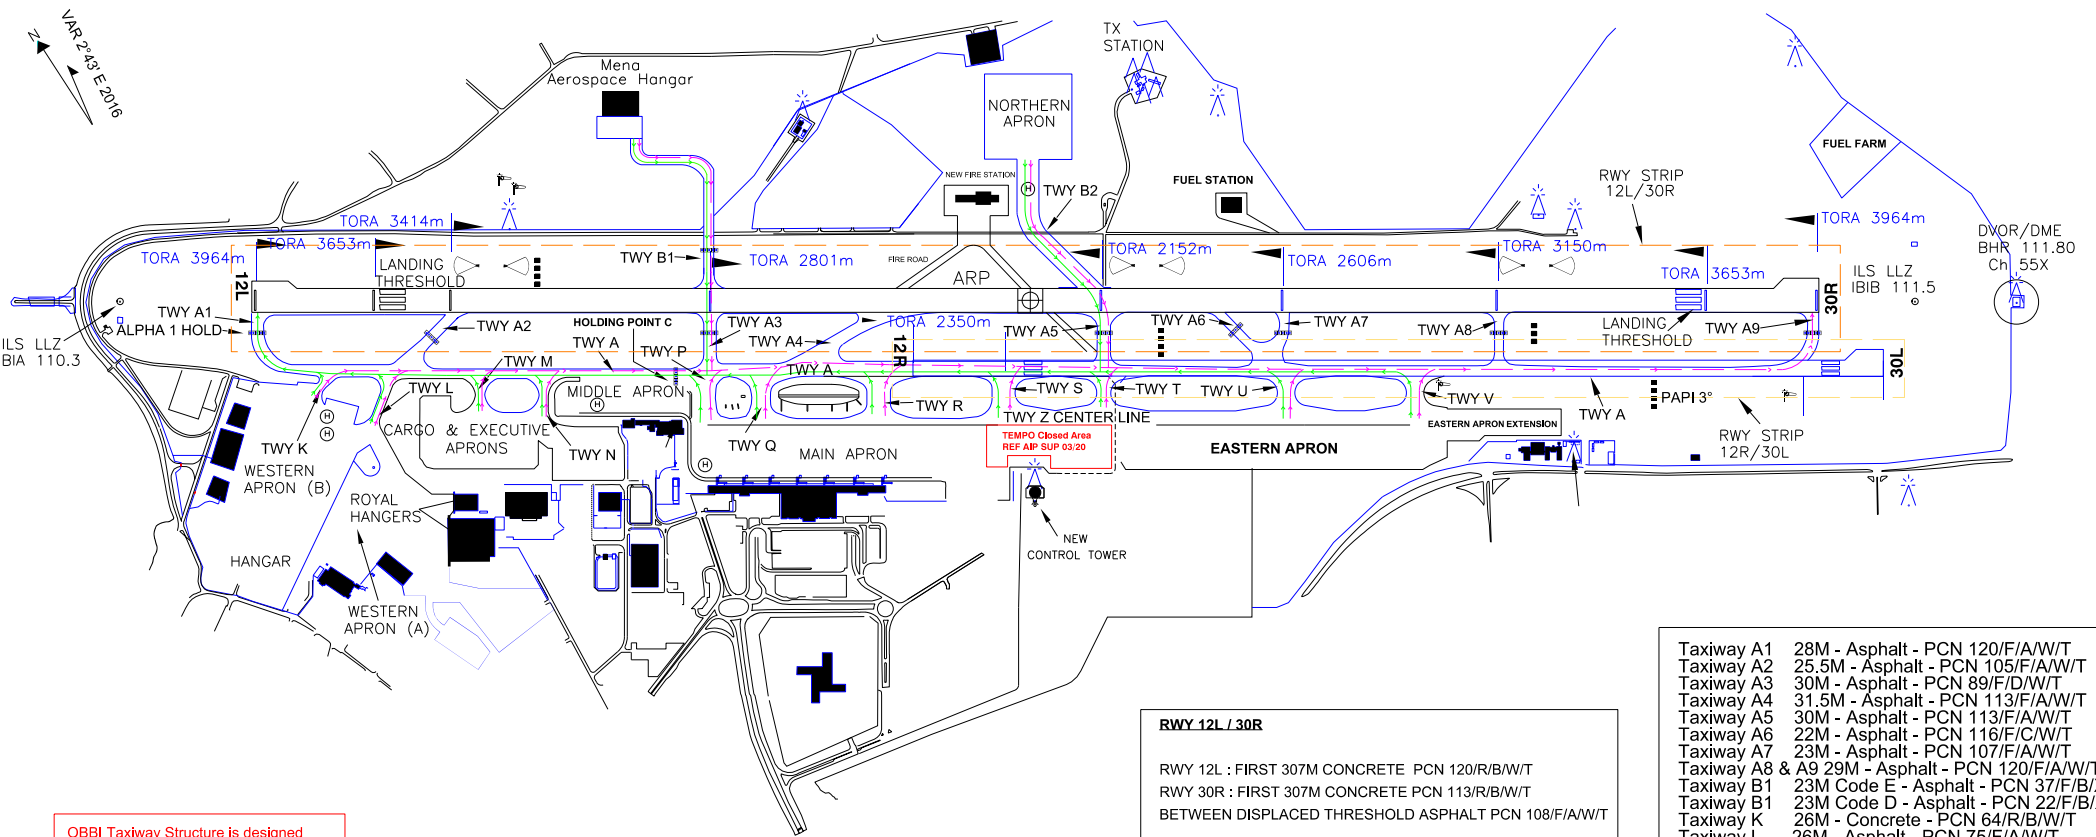 VAR 2°43' E 2016
N
Mena
Aerospace Hangar
TX
STATION
NORTHERN
APRON
FUEL FARM
NEW FIRE STATION
H
TWY B2
FUEL STATION
RWY STRIP
12L/30R
TORA 3414m
TORA 3653m
TORA 3964m
LANDING
THRESHOLD
TWY B1
TORA 2801m
FIRE ROAD
ARP
TORA 2152m
TORA 2606m
TORA 3150m
TORA 3653m
TORA 3964m
DVOR/DME
BHR 111.80
Ch 55X
ILS LLZ
IBIB 111.5
12L
30R
TWY A1
ALPHA 1 HOLD
ILS LLZ
BIA 110.3
TWY A2
HOLDING POINT C
TWY A
TWY P
TWY A3
TWY A4
TORA 2350m
12R
TWY A5
TWY A6
TWY A7
TWY A8
LANDING
THRESHOLD
TWY A9
30L
TWY M
TWY L
MIDDLE APRON
H
TWY A
TWY R
TWY S
TWY T
TWY U
TWY V
PAPI 3°
TWY A
H
H
TWY K
CARGO & EXECUTIVE
APRONS
TWY N
TWY Q
TWY Z CENTER LINE
TEMPO Closed Area
REF AIP SUP 03/20
EASTERN APRON
EASTERN APRON EXTENSION
RWY STRIP
12R/30L
WESTERN
APRON (B)
H
MAIN APRON
ROYAL
HANGERS
HANGAR
WESTERN
APRON (A)
NEW
CONTROL TOWER
RWY 12L / 30R
RWY 12L : FIRST 307M CONCRETE PCN 120/R/B/W/T
RWY 30R : FIRST 307M CONCRETE PCN 113/R/B/W/T
BETWEEN DISPLACED THRESHOLD ASPHALT PCN 108/F/A/W/T
Taxiway A1 28M - Asphalt - PCN 120/F/A/W/T
Taxiway A2 25.5M - Asphalt - PCN 105/F/A/W/T
Taxiway A3 30M - Asphalt - PCN 89/F/D/W/T
Taxiway A4 31.5M - Asphalt - PCN 113/F/A/W/T
Taxiway A5 30M - Asphalt - PCN 113/F/A/W/T
Taxiway A6 22M - Asphalt - PCN 116/F/C/W/T
Taxiway A7 23M - Asphalt - PCN 107/F/A/W/T
Taxiway A8 & A9 29M - Asphalt - PCN 120/F/A/W/T
Taxiway B1 23M Code E - Asphalt - PCN 37/F/B/
Taxiway B1 23M Code D - Asphalt - PCN 22/F/B/
Taxiway K 26M - Concrete - PCN 64/R/B/W/T
Taxiway L 26M - Asphalt - PCN 75/F/A/W/T
OBBI Taxiway Structure is designed